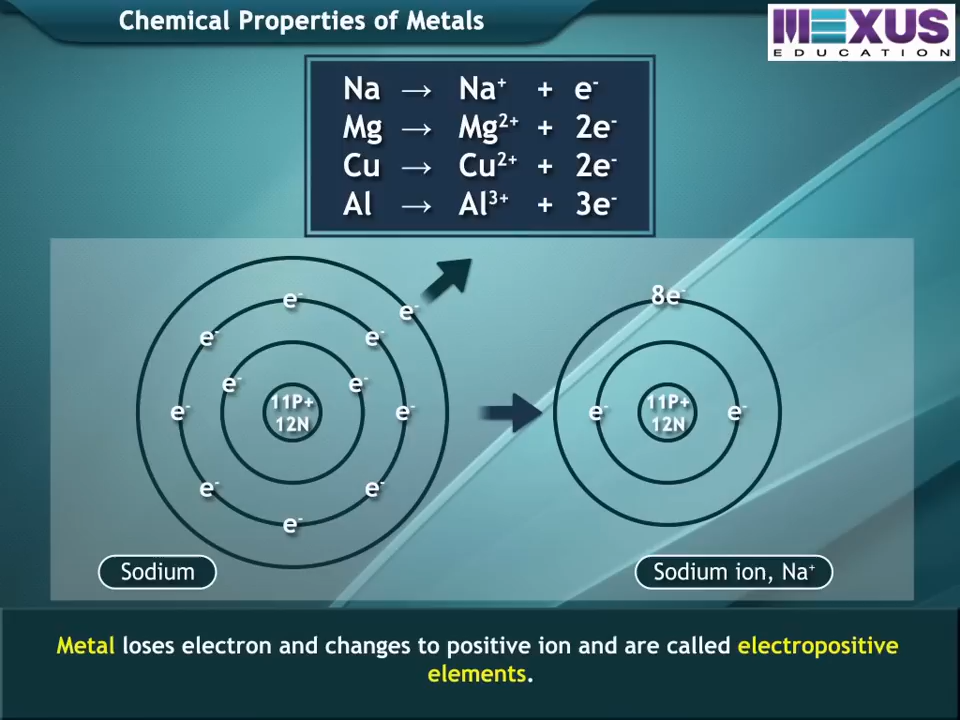 Chemical Properties of Metals
MEXUS
EDUCATION
Na → Na⁺ + e⁻
Mg → Mg²⁺ + 2e⁻
Cu → Cu²⁺ + 2e⁻
Al → Al³⁺ + 3e⁻
e⁻
e⁻
e⁻
e⁻
e⁻
e⁻
e⁻
11P+
12N
e⁻
e⁻
e⁻
e⁻
8e⁻
e⁻
11P+
12N
e⁻
Sodium
Sodium ion, Na⁺
Metal loses electron and changes to positive ion and are called electropositive
elements.